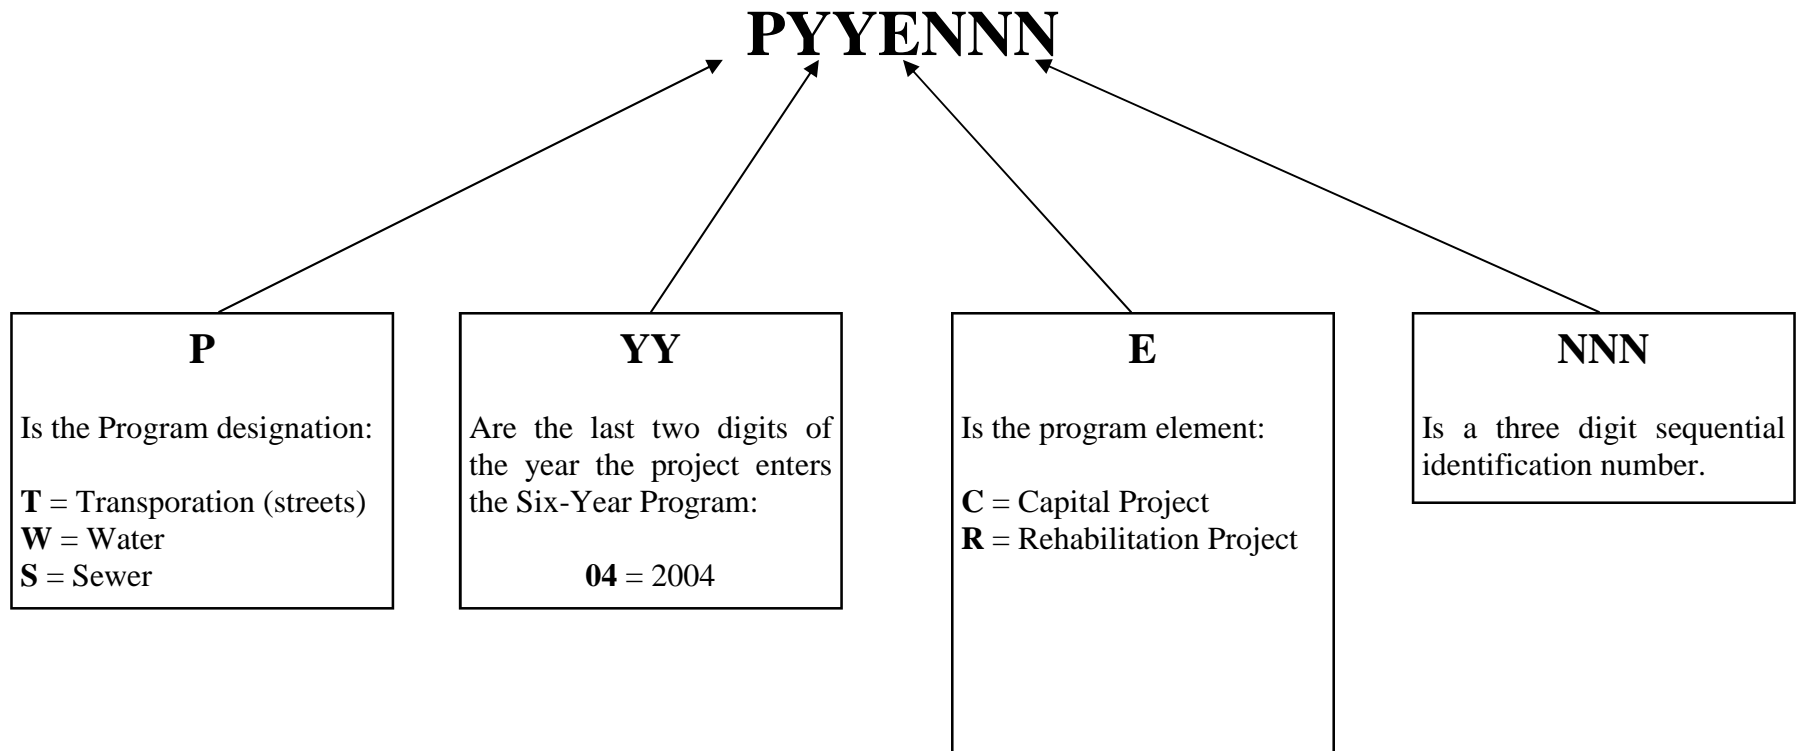 PYYENNN
P
Is the Program designation:
T = Transporation (streets)
W = Water
S = Sewer
YY
Are the last two digits of
the year the project enters
the Six-Year Program:
04 = 2004
E
Is the program element:
C = Capital Project
R = Rehabilitation Project
NNN
Is a three digit sequential
identification number.